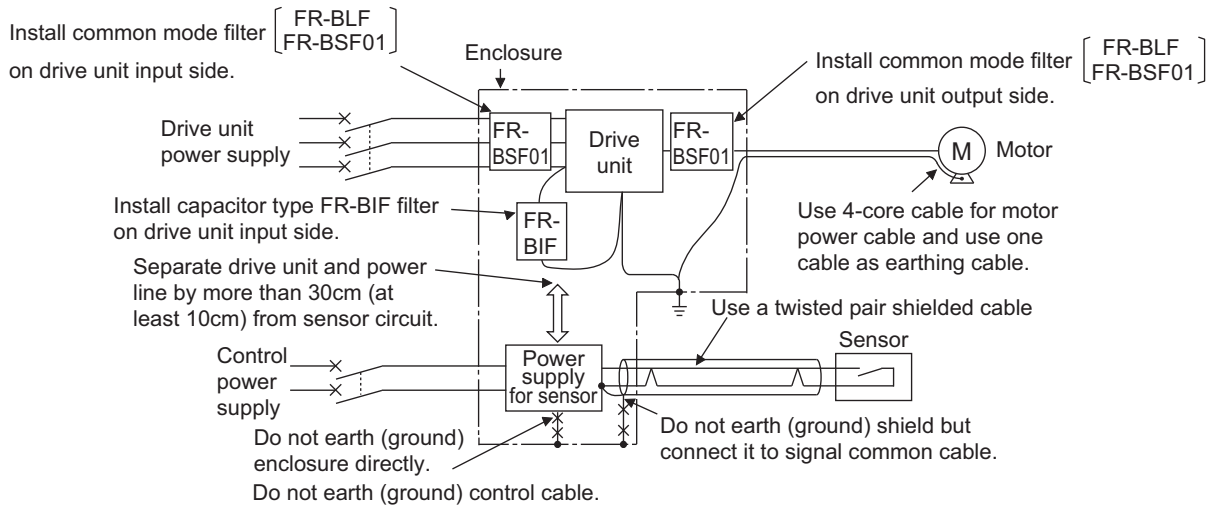 Install common mode filter
FR-BLF
FR-BSF01
on drive unit input side.
Enclosure
Install common mode filter
FR-BLF
FR-BSF01
on drive unit output side.
Drive unit
power supply
FR-
BSF01
Drive
unit
FR-
BSF01
M
Motor
Install capacitor type FR-BIF filter
on drive unit input side.
FR-
BIF
Use 4-core cable for motor
power cable and use one
cable as earthing cable.
Separate drive unit and power
line by more than 30cm (at
least 10cm) from sensor circuit.
Use a twisted pair shielded cable
Sensor
Control
power
supply
Power
supply
for sensor
Do not earth (ground)
enclosure directly.
Do not earth (ground) control cable.
Do not earth (ground) shield but
connect it to signal common cable.